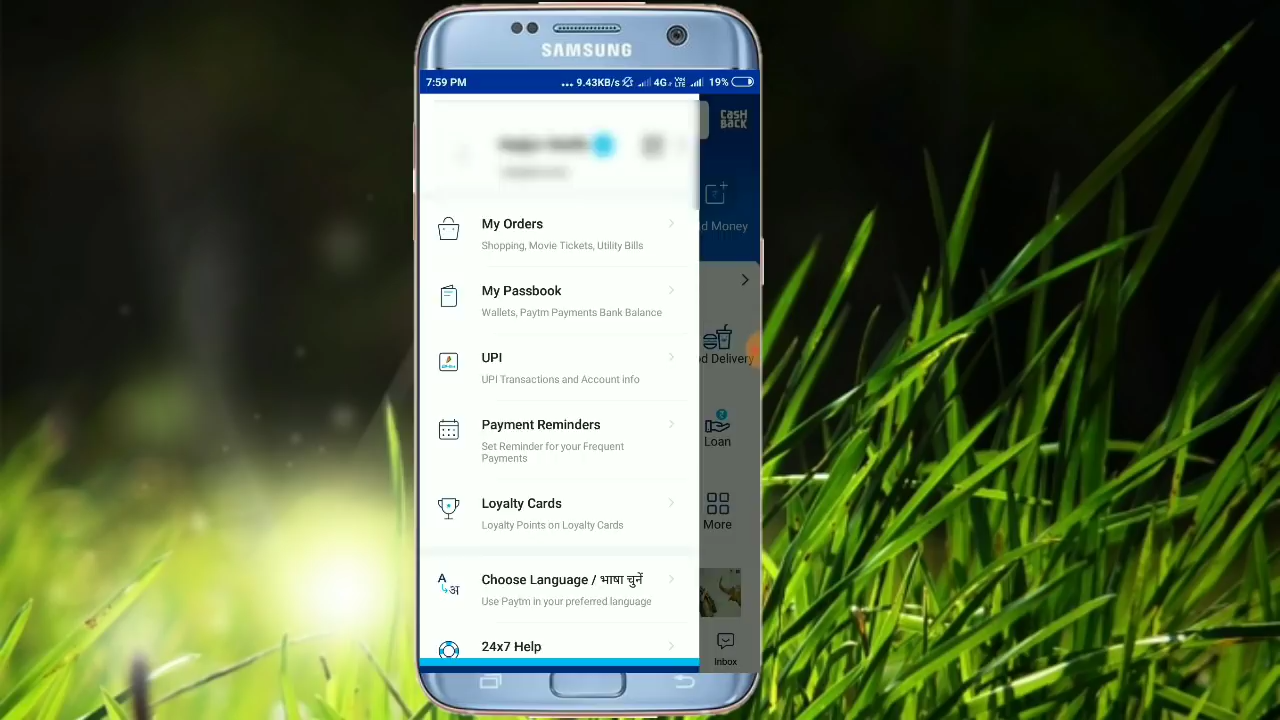 SAMSUNG
7:59 PM
... 9.43KB/s 4G VoLTE 19%
CASH
BACK
d Money
My Orders
Shopping, Movie Tickets, Utility Bills
My Passbook
Wallets, Paytm Payments Bank Balance
UPI
UPI Transactions and Account info
d Delivery
Payment Reminders
Set Reminder for your Frequent
Payments
Loan
Loyalty Cards
Loyalty Points on Loyalty Cards
More
A
अ
Choose Language / भाषा चुनें
Use Paytm in your preferred language
24x7 Help
Inbox